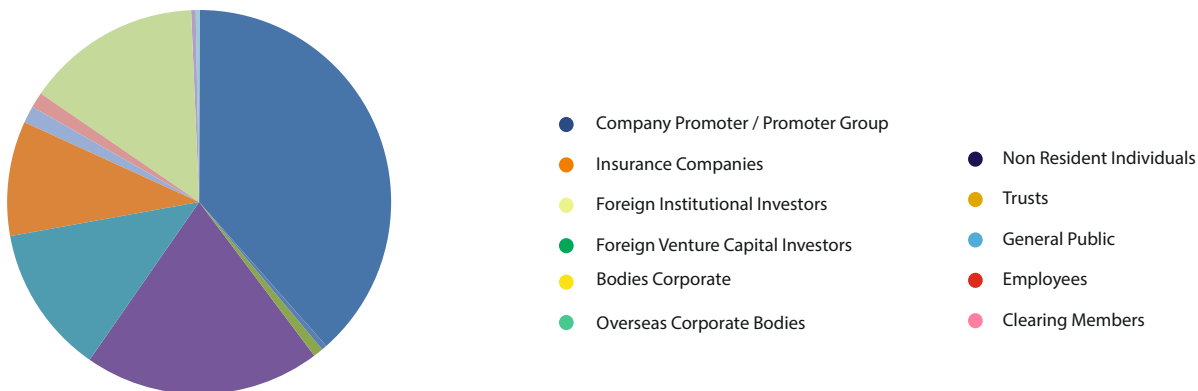 Company Promoter / Promoter Group
Insurance Companies
Foreign Institutional Investors
Foreign Venture Capital Investors
Bodies Corporate
Overseas Corporate Bodies
Non Resident Individuals
Trusts
General Public
Employees
Clearing Members